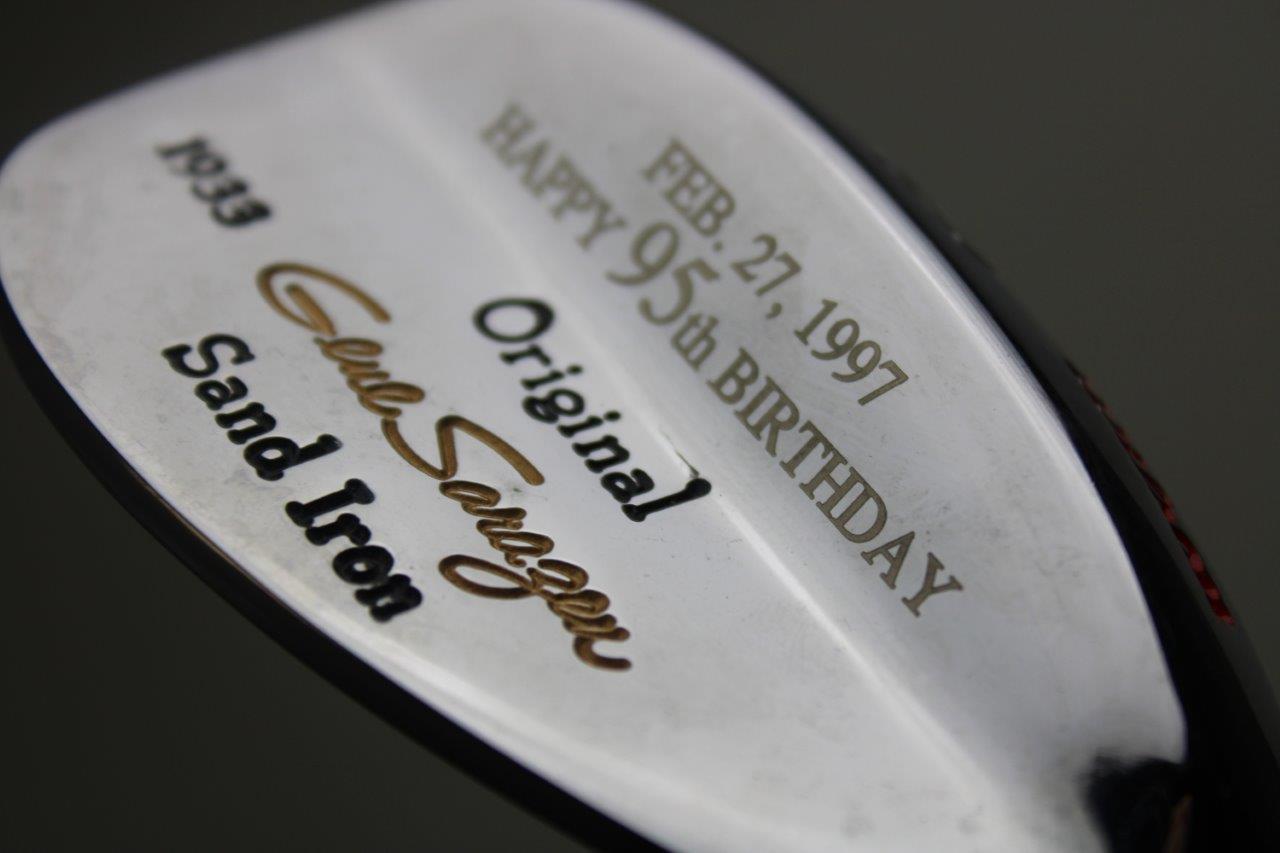 FEB. 27, 1997
HAPPY 95th BIRTHDAY
Original
1933
Gene Sarazen
Sand Iron